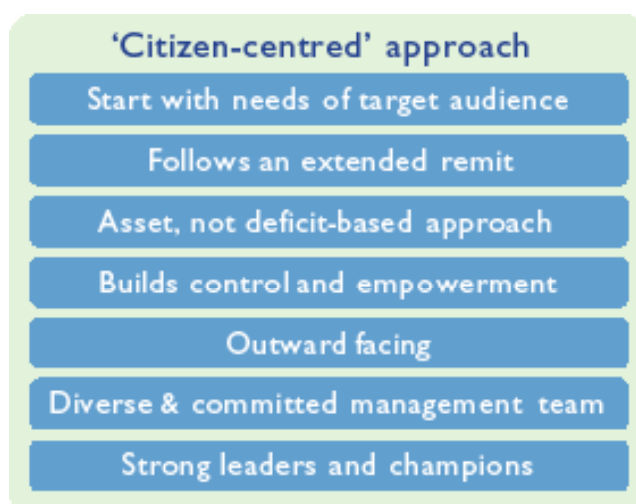 ‘Citizen-centred’ approach
Start with needs of target audience
Follows an extended remit
Asset, not deficit-based approach
Builds control and empowerment
Outward facing
Diverse & committed management team
Strong leaders and champions